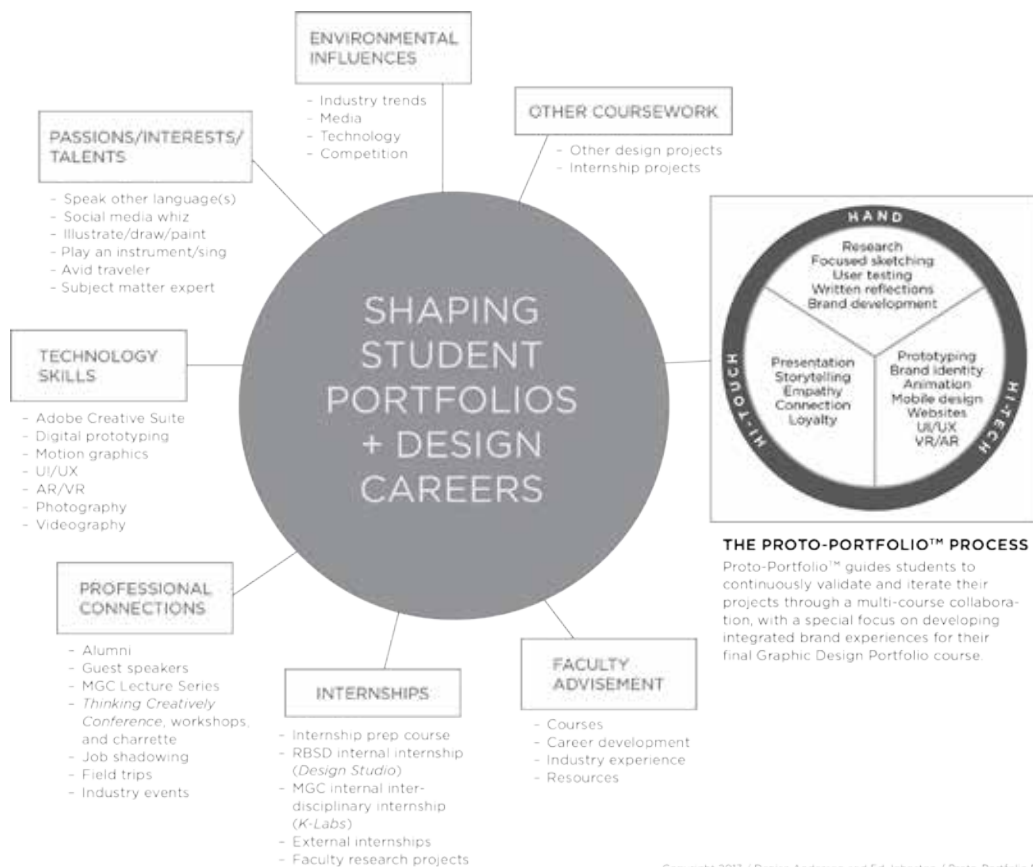 ENVIRONMENTAL
INFLUENCES
– Industry trends
– Media
– Technology
– Competition
OTHER COURSEWORK
– Other design projects
– Internship projects
PASSIONS/INTERESTS/
TALENTS
– Speak other language(s)
– Social media whiz
– Illustrate/draw/paint
– Play an instrument/sing
– Avid traveler
– Subject matter expert
TECHNOLOGY
SKILLS
– Adobe Creative Suite
– Digital prototyping
– Motion graphics
– UI/UX
– AR/VR
– Photography
– Videography
SHAPING
STUDENT
PORTFOLIOS
+ DESIGN
CAREERS
HAND
Research
Focused sketching
User testing
Written reflections
Brand development
HI-TOUCH
Presentation
Storytelling
Empathy
Connection
Loyalty
HI-TECH
Prototyping
Brand identity
Animation
Mobile design
Websites
UI/UX
VR/AR
THE PROTO-PORTFOLIO™ PROCESS
Proto-Portfolio™ guides students to
continuously validate and iterate their
projects through a multi-course collabora-
tion, with a special focus on developing
integrated brand experiences for their
final Graphic Design Portfolio course.
PROFESSIONAL
CONNECTIONS
– Alumni
– Guest speakers
– MGC Lecture Series
– Thinking Creatively
Conference, workshops,
and charrette
– Job shadowing
– Field trips
– Industry events
INTERNSHIPS
– Internship prep course
– RBSD internal internship
(Design Studio)
– MGC internal inter-
disciplinary internship
(K-Labs)
– External internships
– Faculty research projects
FACULTY
ADVISEMENT
– Courses
– Career development
– Industry experience
– Resources